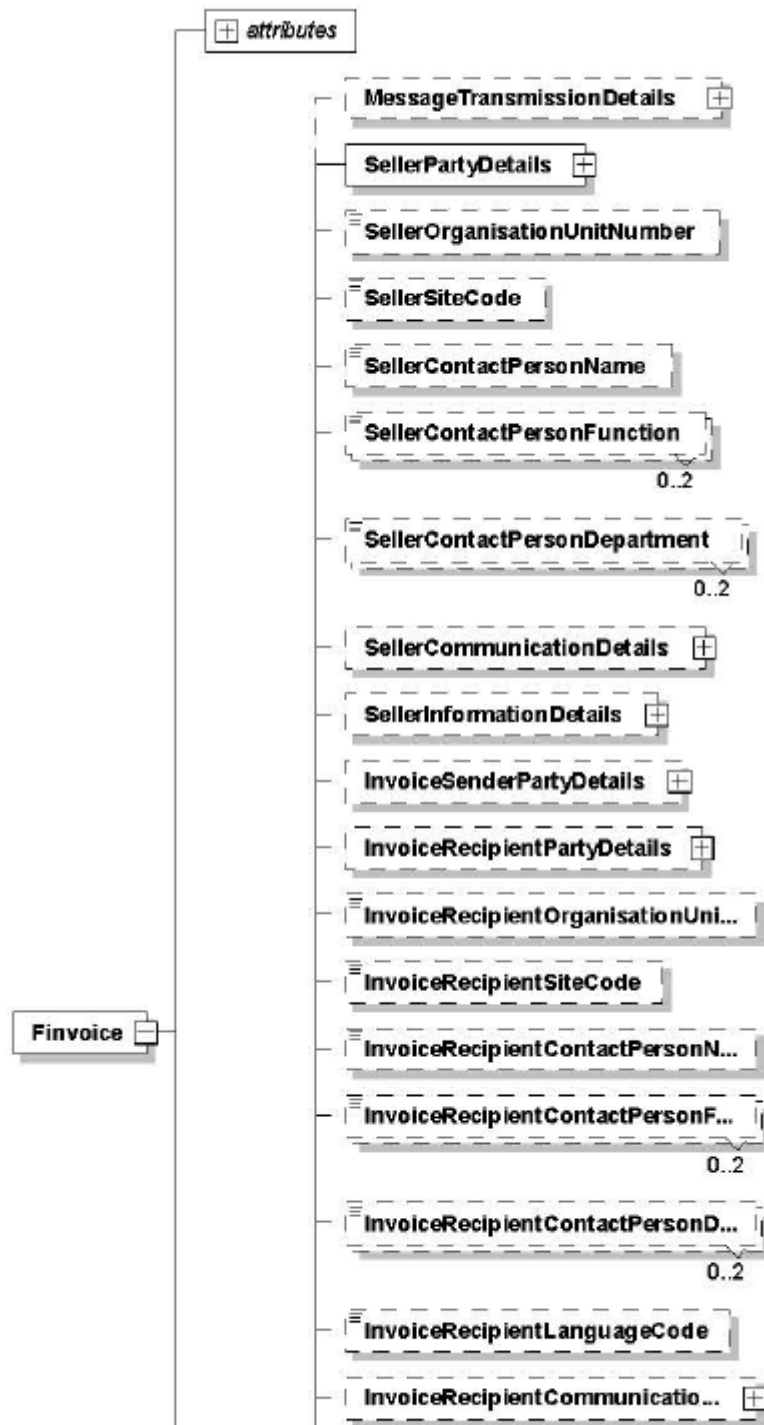 attributes
MessageTransmissionDetails
SellerPartyDetails
SellerOrganisationUnitNumber
SellerSiteCode
SellerContactPersonName
SellerContactPersonFunction
0..2
SellerContactPersonDepartment
0..2
SellerCommunicationDetails
SellerInformationDetails
InvoiceSenderPartyDetails
InvoiceRecipientPartyDetails
InvoiceRecipientOrganisationUni...
InvoiceRecipientSiteCode
Finvoice
InvoiceRecipientContactPersonN...
InvoiceRecipientContactPersonF...
0..2
InvoiceRecipientContactPersonD...
0..2
InvoiceRecipientLanguageCode
InvoiceRecipientCommunicatio...